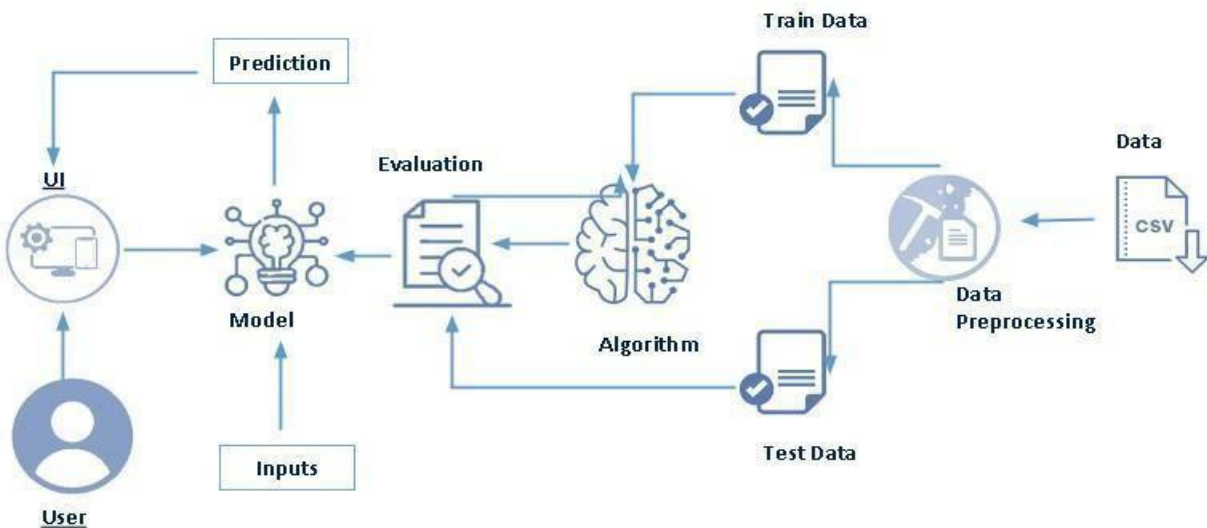 Train Data
Prediction
Data
Evaluation
UI
CSV
Model
Data
Preprocessing
Algorithm
Inputs
Test Data
User